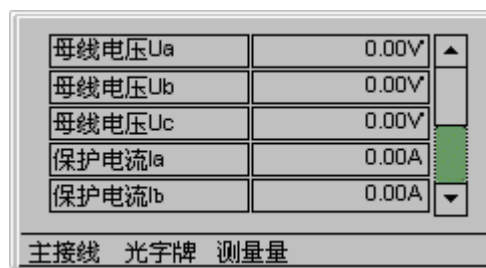 母线电压Ua 0.00V
母线电压Ub 0.00V
母线电压Uc 0.00V
保护电流Ia 0.00A
保护电流Ib 0.00A
主接线 光字牌 测量量